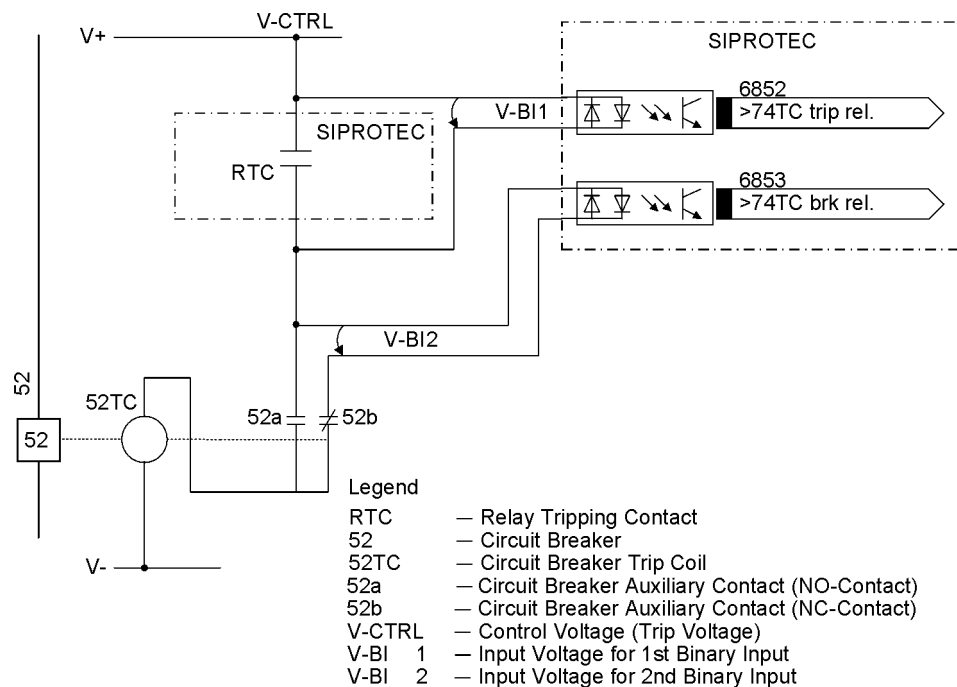 V-CTRL
V+
SIPROTEC
6852
>74TC trip rel.
V-BI1
SIPROTEC
RTC
6853
>74TC brk rel.
V-BI2
52
52TC
52a
52b
52
Legend
RTC — Relay Tripping Contact
52 — Circuit Breaker
52TC — Circuit Breaker Trip Coil
52a — Circuit Breaker Auxiliary Contact (NO-Contact)
52b — Circuit Breaker Auxiliary Contact (NC-Contact)
V-CTRL — Control Voltage (Trip Voltage)
V-BI 1 — Input Voltage for 1st Binary Input
V-BI 2 — Input Voltage for 2nd Binary Input
V-